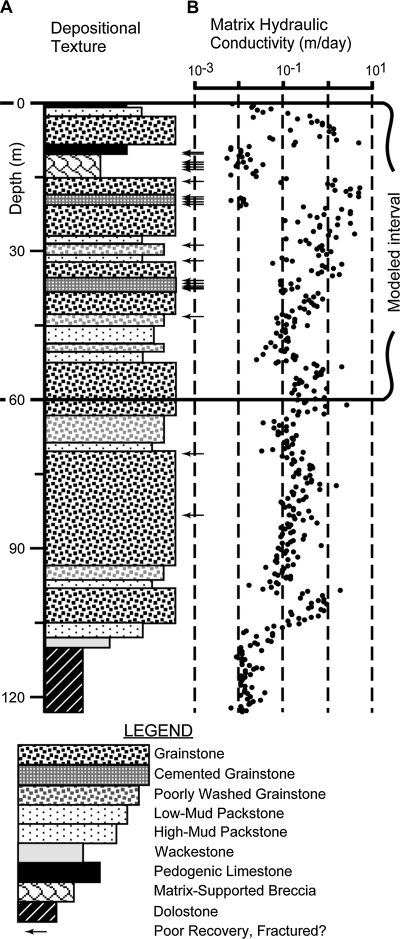 A
Depositional
Texture
B
Matrix Hydraulic
Conductivity (m/day)
10-3
10-1
101
Depth (m)
0
30
60
90
120
Modeled interval
LEGEND
Grainstone
Cemented Grainstone
Poorly Washed Grainstone
Low-Mud Packstone
High-Mud Packstone
Wackestone
Pedogenic Limestone
Matrix-Supported Breccia
Dolostone
Poor Recovery, Fractured?